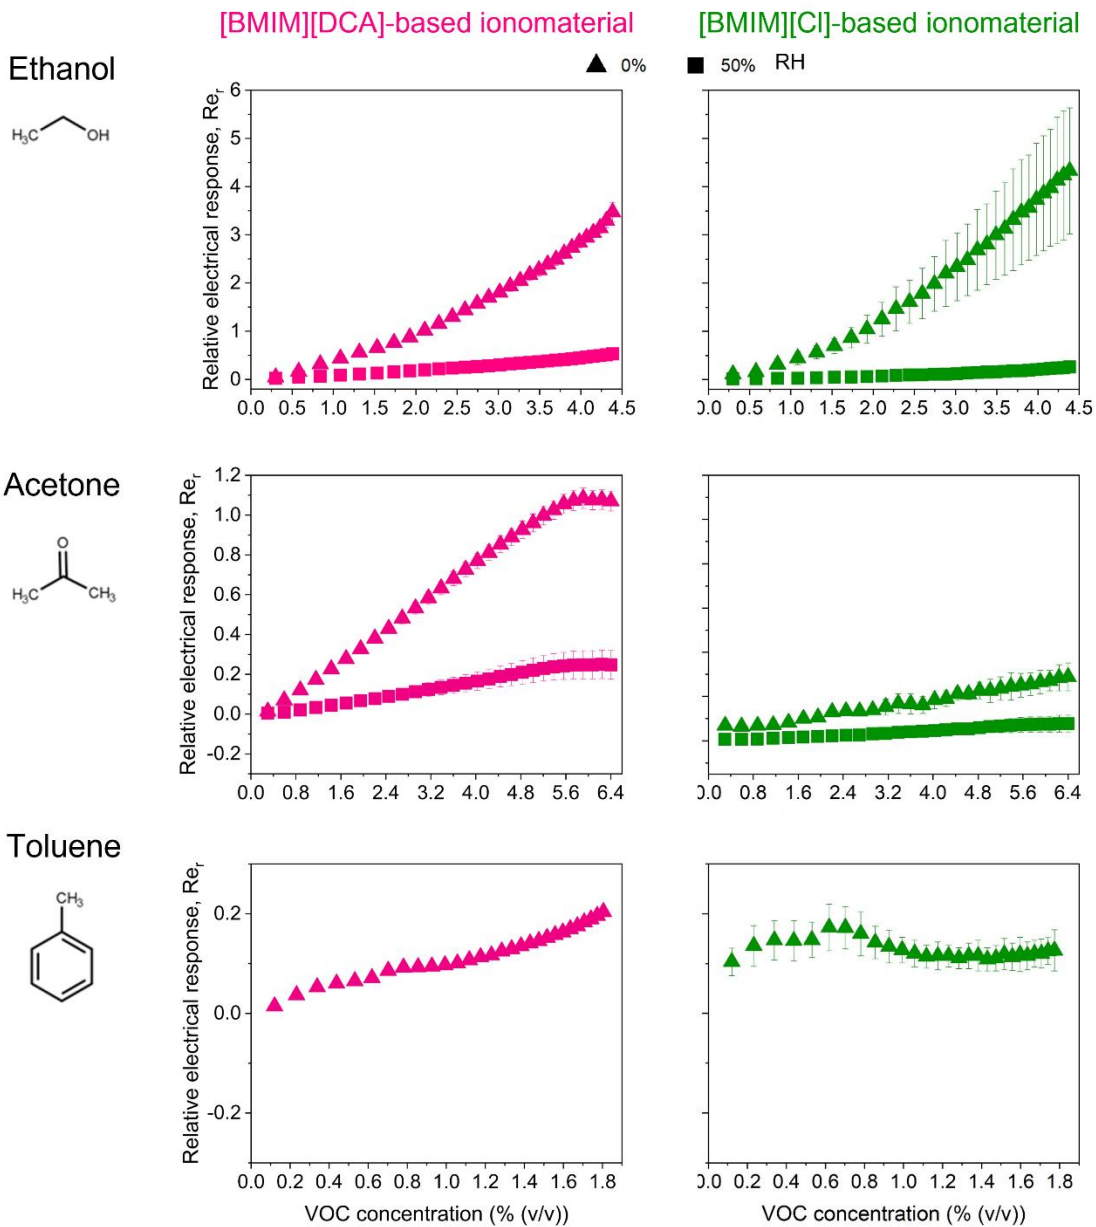 [BMIM][DCA]-based ionomaterial
[BMIM][Cl]-based ionomaterial
0%
50%
RH
Ethanol
H₃C
OH
Relative electrical response, Reᵣ
6
5
4
3
2
1
0
0.0 0.5 1.0 1.5 2.0 2.5 3.0 3.5 4.0 4.5
0.0 0.5 1.0 1.5 2.0 2.5 3.0 3.5 4.0 4.5
Acetone
O
H₃C
CH₃
Relative electrical response, Reᵣ
1.2
1.0
0.8
0.6
0.4
0.2
0.0
-0.2
0.0 0.8 1.6 2.4 3.2 4.0 4.8 5.6 6.4
0.0 0.8 1.6 2.4 3.2 4.0 4.8 5.6 6.4
Toluene
CH₃
Relative electrical response, Reᵣ
0.2
0.0
-0.2
0.0 0.2 0.4 0.6 0.8 1.0 1.2 1.4 1.6 1.8
0.0 0.2 0.4 0.6 0.8 1.0 1.2 1.4 1.6 1.8
VOC concentration (% (v/v))
VOC concentration (% (v/v))